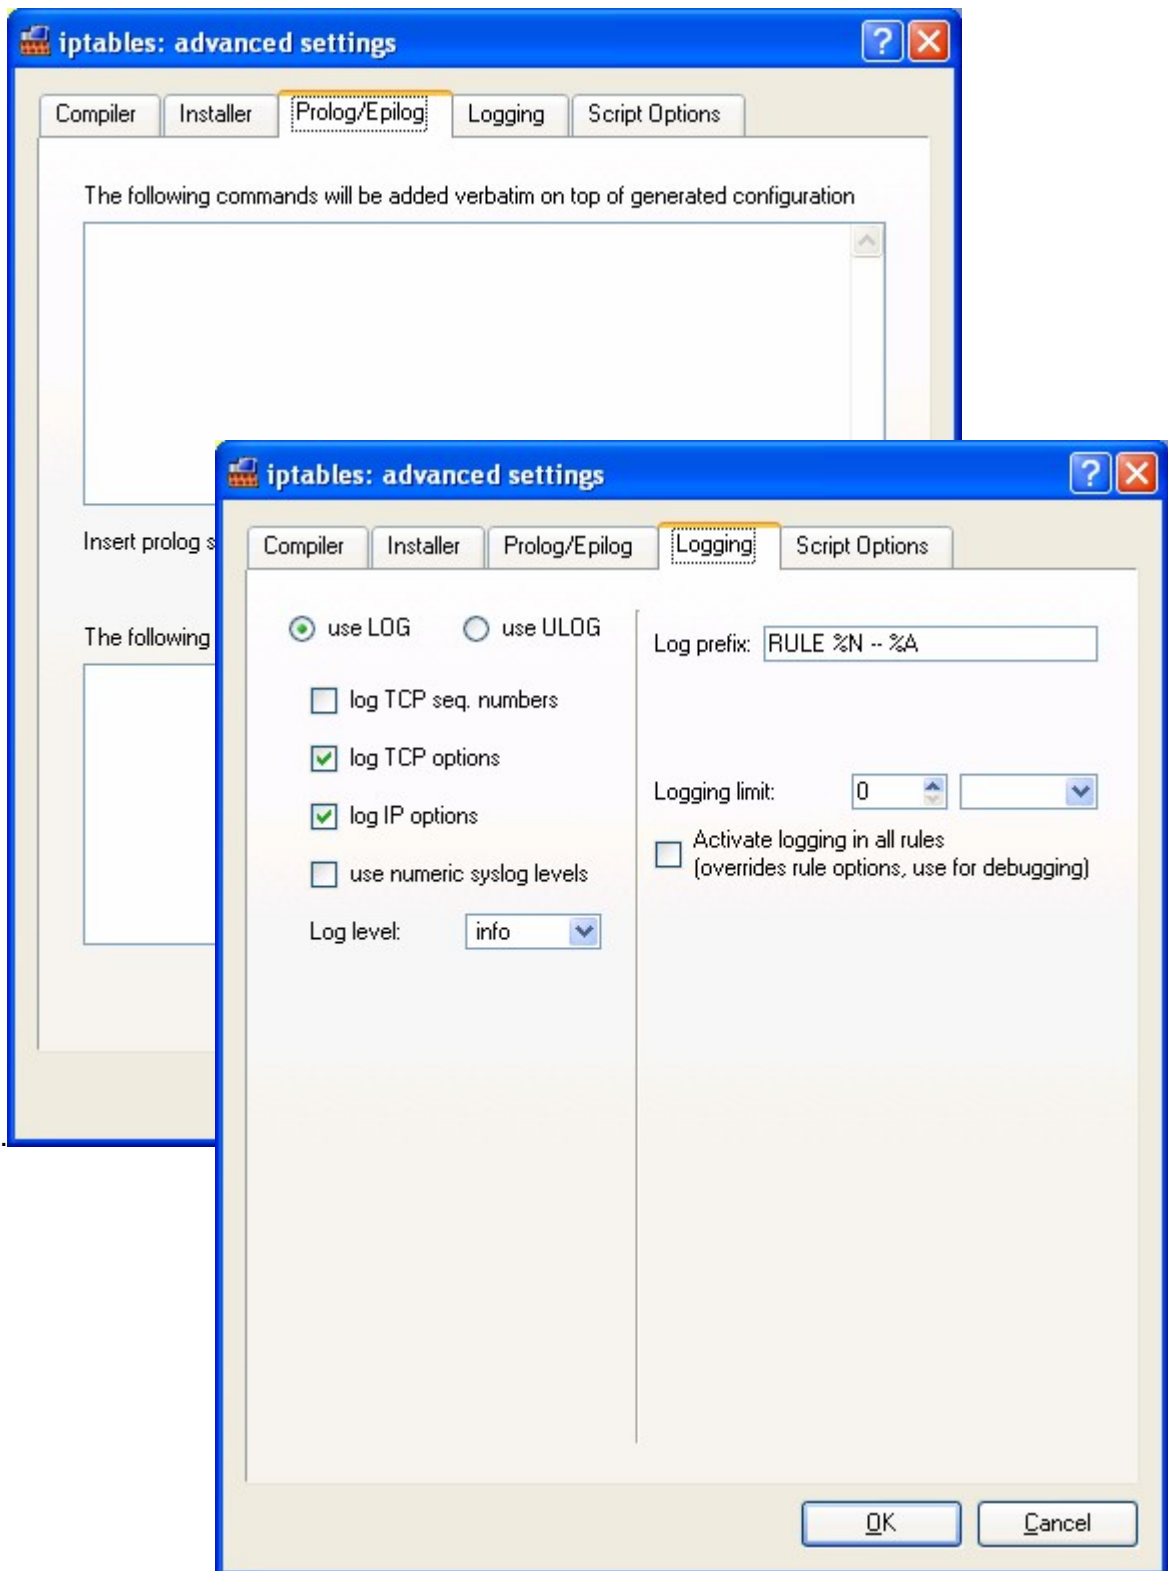 iptables: advanced settings
Compiler Installer Prolog/Epilog Logging Script Options
The following commands will be added verbatim on top of generated configuration
Insert prolog s
The following
.
iptables: advanced settings
Compiler Installer Prolog/Epilog Logging Script Options
use LOG use ULOG
log TCP seq. numbers
log TCP options
log IP options
use numeric syslog levels
Log level: info
Log prefix: RULE %N -- %A
Logging limit: 0
Activate logging in all rules
(overrides rule options, use for debugging)
OK Cancel